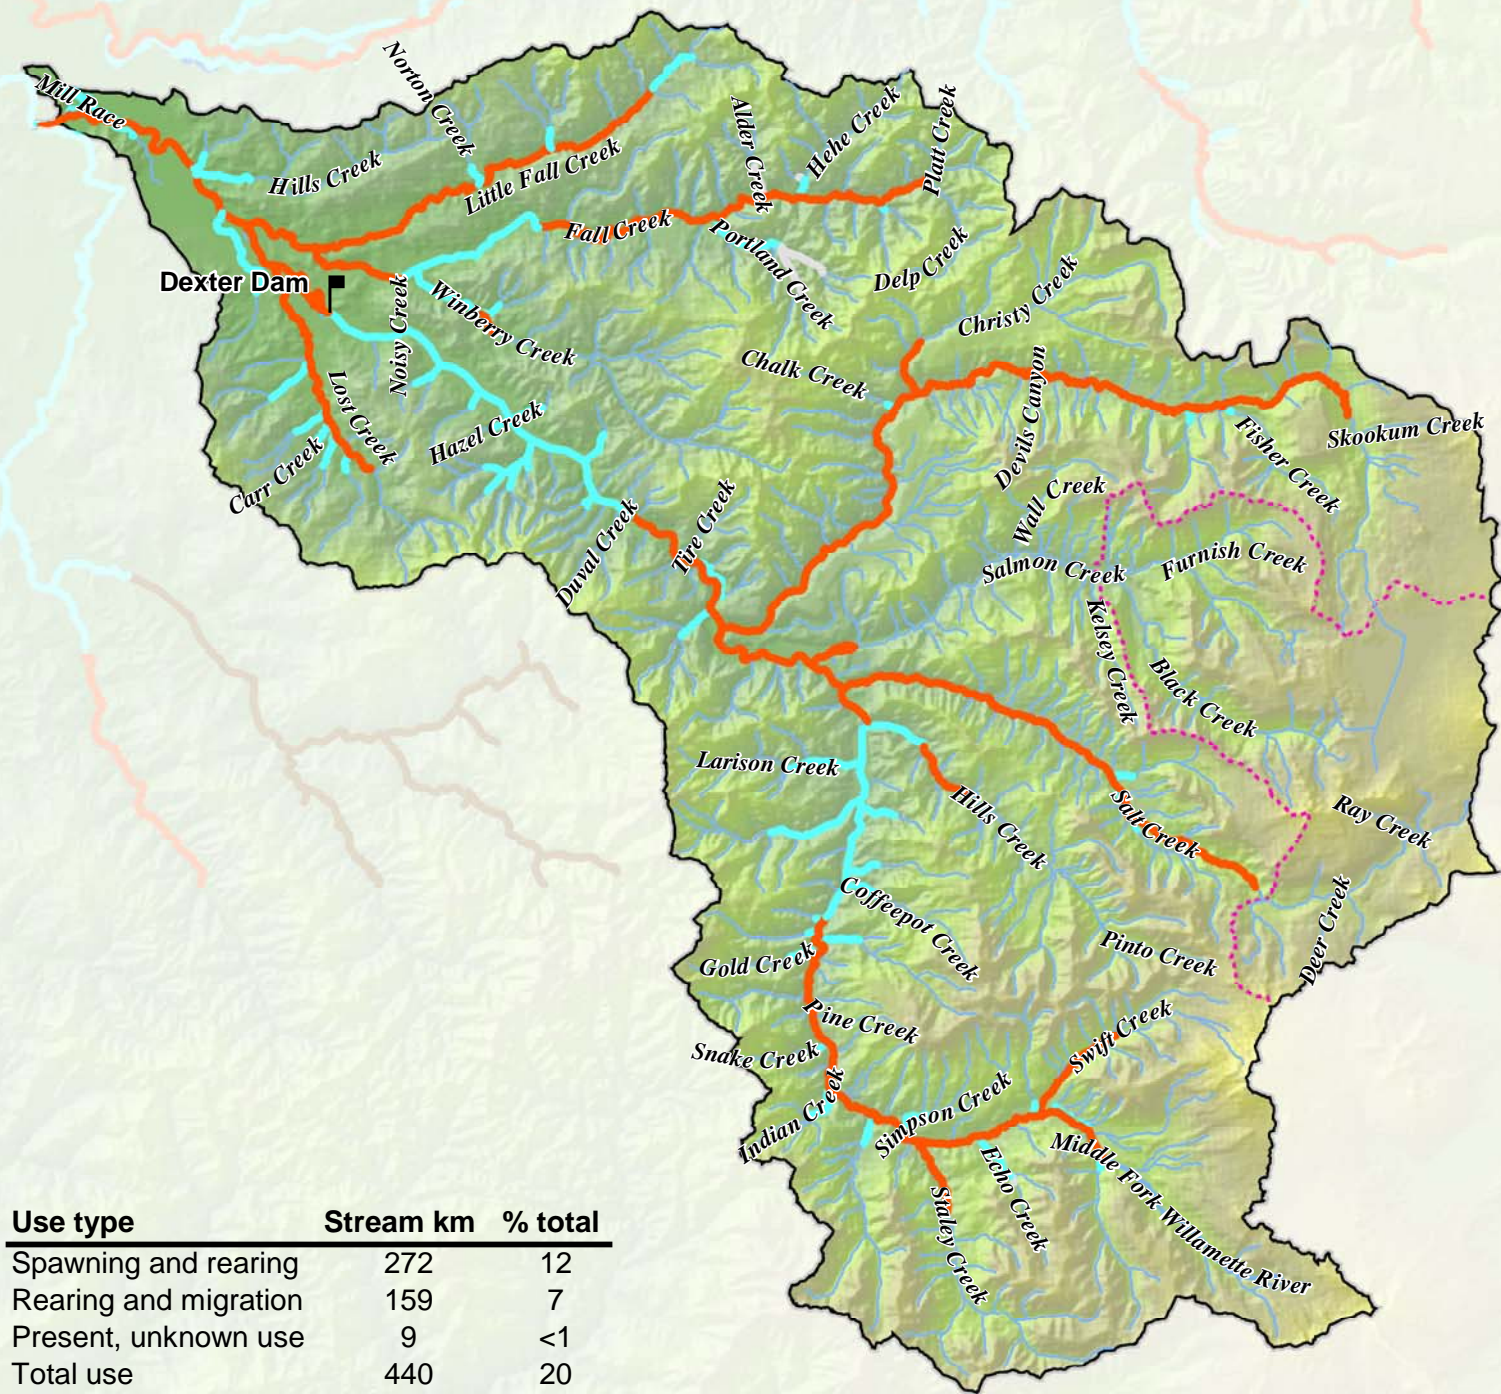 Mill Race
Norton Creek
Hills Creek
Little Fall Creek
Alder Creek
Hehe Creek
Platt Creek
Fall Creek
Portland Creek
Delp Creek
Dexter Dam
Noisy Creek
Winberry Creek
Christy Creek
Chalk Creek
Devils Canyon
Lost Creek
Hazel Creek
Carr Creek
Fisher Creek
Skookum Creek
Wall Creek
Duval Creek
Tire Creek
Salmon Creek
Furnish Creek
Kelsey Creek
Black Creek
Larison Creek
Hills Creek
Salt Creek
Ray Creek
Coffeepot Creek
Deer Creek
Gold Creek
Pinto Creek
Pine Creek
Snake Creek
Swift Creek
Indian Creek
Simpson Creek
Echo Creek
Middle Fork Willamette River
Staley Creek
Use type Stream km % total
Spawning and rearing 272 12
Rearing and migration 159 7
Present, unknown use 9 <1
Total use 440 20